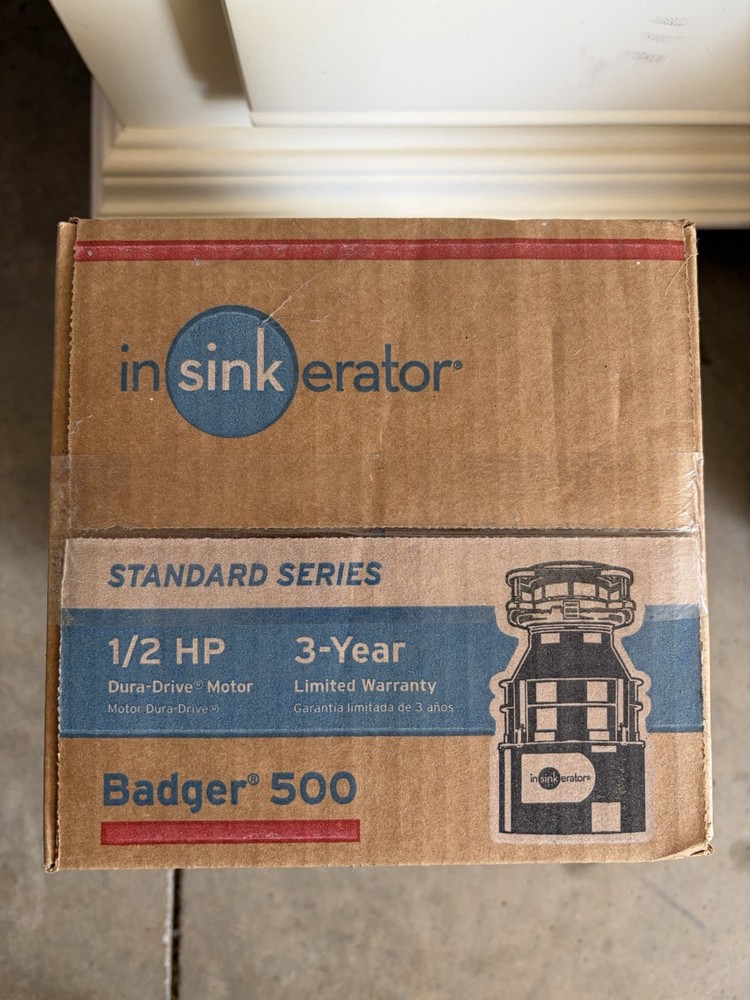 insinkerator®
STANDARD SERIES
1/2 HP
Dura-Drive® Motor
Motor Dura-Drive®
3-Year
Limited Warranty
Garantía limitada de 3 años
Badger® 500
insinkerator®